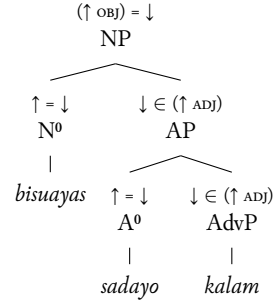 (↑ OBJ) = ↓
NP
↑ = ↓ ↓ ∈ (↑ ADJ)
N⁰ AP
bisuayas ↑ = ↓ ↓ ∈ (↑ ADJ)
A⁰ AdvP
sadayo kalam